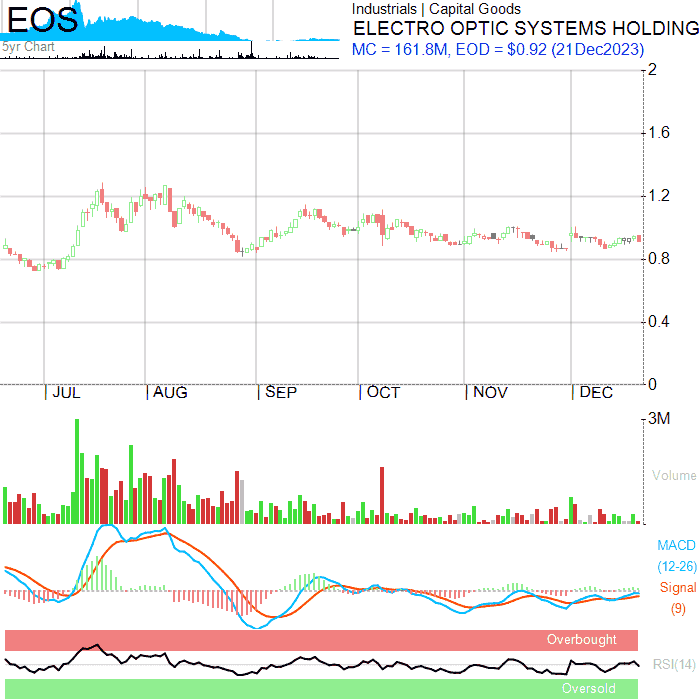 EOS
5yr Chart
Industrials | Capital Goods
ELECTRO OPTIC SYSTEMS HOLDING
MC = 161.8M, EOD = $0.92 (21Dec2023)
2
1.6
1.2
0.8
0.4
0
JUL
AUG
SEP
OCT
NOV
DEC
3M
Volume
MACD
(12-26)
Signal
(9)
Overbought
RSI(14)
Oversold